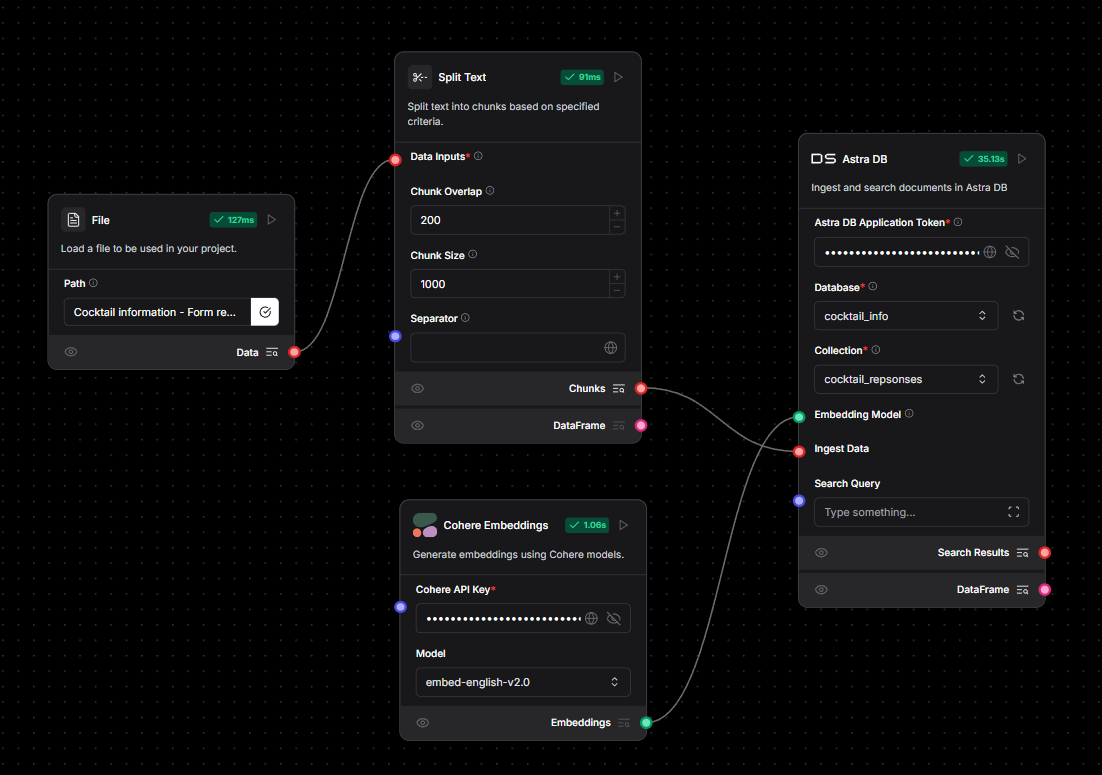 File
127ms
Load a file to be used in your project.
Path
Cocktail information - Form re...
Data
Split Text
91ms
Split text into chunks based on specified
criteria.
Data Inputs*
Chunk Overlap
200
Chunk Size
1000
Separator
Chunks
DataFrame
Cohere Embeddings
1.06s
Generate embeddings using Cohere models.
Cohere API Key*
Model
embed-english-v2.0
Embeddings
DS Astra DB
35.13s
Ingest and search documents in Astra DB
Astra DB Application Token*
Database*
cocktail_info
Collection*
cocktail_repsonses
Embedding Model
Ingest Data
Search Query
Type something...
Search Results
DataFrame